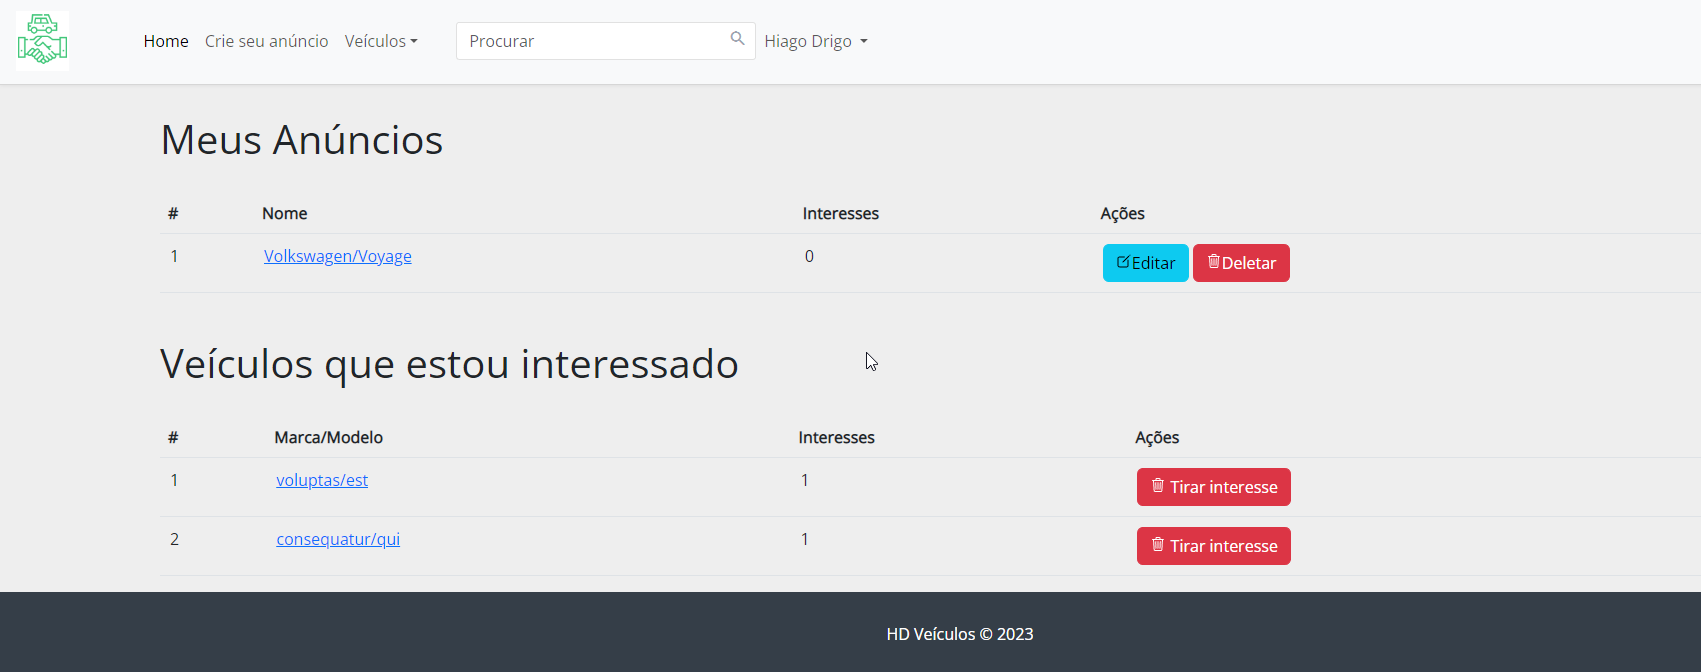 Home Crie seu anúncio Veículos Procurar Hiago Drigo
Meus Anúncios
# Nome Interesses Ações
1 Volkswagen/Voyage 0 Editar Deletar
Veículos que estou interessado
# Marca/Modelo Interesses Ações
1 voluptas/est 1 Tirar interesse
2 consequatur/qui 1 Tirar interesse
HD Veículos © 2023